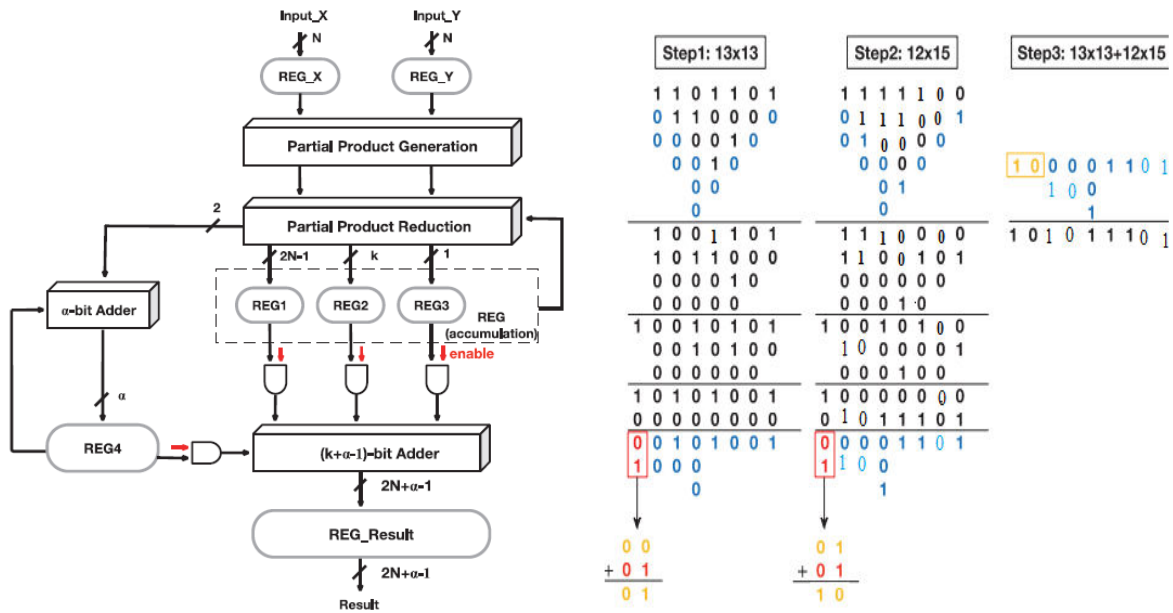 Input_X
Input_Y
N
N
REG_X
REG_Y
Partial Product Generation
2
Partial Product Reduction
2N-1
k
1
α-bit Adder
REG1
REG2
REG3
REG
(accumulation)
enable
α
REG4
(k+α-1)-bit Adder
2N+α-1
REG_Result
2N+α-1
Result
Step1: 13x13
1 1 0 1 1 0 1
0 1 1 0 0 0 0
0 0 0 0 1 0
0 0 1 0
0 0
0
1 0 0 1 1 0 1
0 1 1 0 0 0
0 0 0 1 0
0 0 0 0 0
1 0 0 1 0 1 0 1
0 0 1 0 1 0 0
0 0 0 0 0 0
1 0 1 0 1 0 0 1
0 0 0 0 0 0 0
0 0 1 0 1 0 0 1
1 0 0 0
0
0 0
+ 0 1
0 1
Step2: 12x15
1 1 1 1 1 0 0
0 1 1 1 0 0 1
0 1 0 0 0
0 0 0 0
0 1
0
1 1 1 0 0 0 0
1 1 0 0 1 0 1
0 0 0 1 0
0 0 0 1 0
1 0 0 1 0 1 0 0
1 0 0 0 0 0 1
0 0 0 1 0 0
1 0 0 0 0 0 0 0
0 1 0 1 1 1 0 1
0 0 0 0 1 1 0 1
1 1 0 0
1
0 1
+ 0 1
1 0
Step3: 13x13+12x15
1 0 0 0 0 1 1 0 1
1 0 0
1
1 0 1 0 1 1 1 0 1